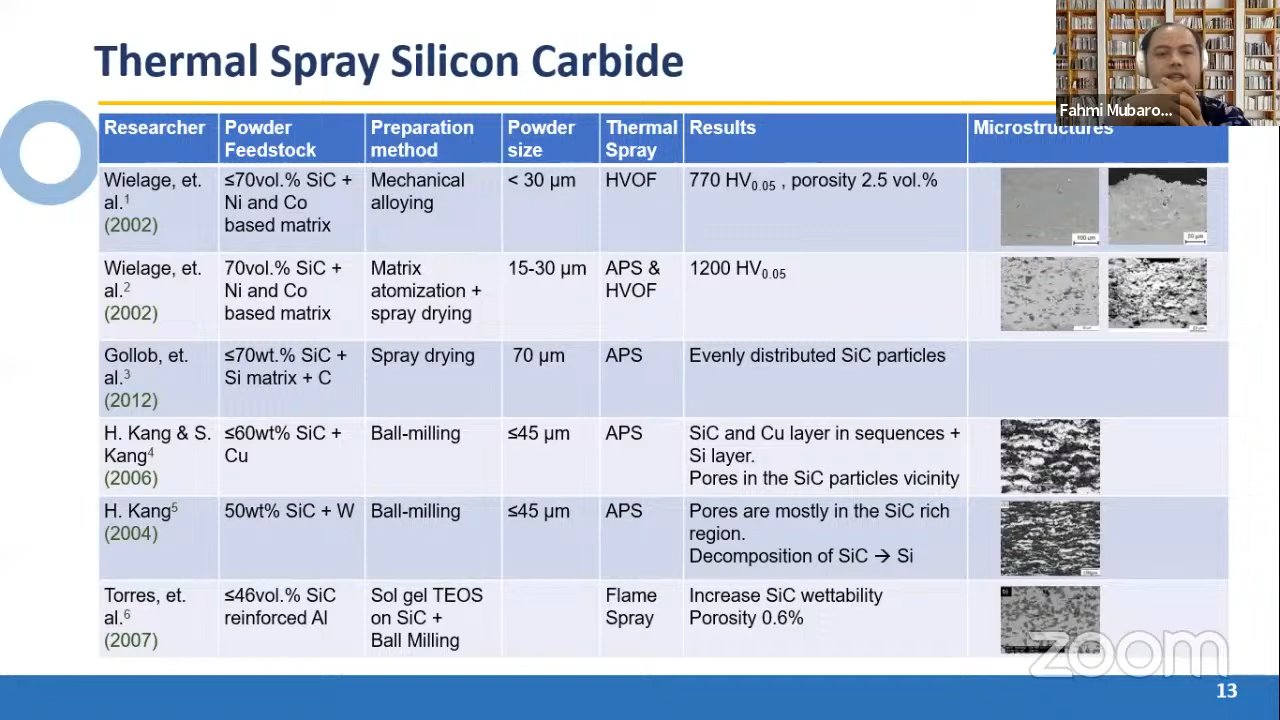 Thermal Spray Silicon Carbide
Fahmi Mubaro...
Researcher
Powder
Feedstock
Preparation
method
Powder
size
Thermal
Spray
Results
Microstructures
Wielage, et.
al.1
(2002)
≤70vol.% SiC +
Ni and Co
based matrix
Mechanical
alloying
< 30 μm
HVOF
770 HV0.05 , porosity 2.5 vol.%
100 μm
20 μm
Wielage, et.
al.2
(2002)
70vol.% SiC +
Ni and Co
based matrix
Matrix
atomization +
spray drying
15-30 μm
APS &
HVOF
1200 HV0.05
Gollob, et.
al.3
(2012)
≤70wt.% SiC +
Si matrix + C
Spray drying
70 μm
APS
Evenly distributed SiC particles
H. Kang & S.
Kang4
(2006)
≤60wt% SiC +
Cu
Ball-milling
≤45 μm
APS
SiC and Cu layer in sequences +
Si layer.
Pores in the SiC particles vicinity
H. Kang5
(2004)
50wt% SiC + W
Ball-milling
≤45 μm
APS
Pores are mostly in the SiC rich
region.
Decomposition of SiC → Si
Torres, et.
al.6
(2007)
≤46vol.% SiC
reinforced Al
Sol gel TEOS
on SiC +
Ball Milling
Flame
Spray
Increase SiC wettability
Porosity 0.6%
zoom
13